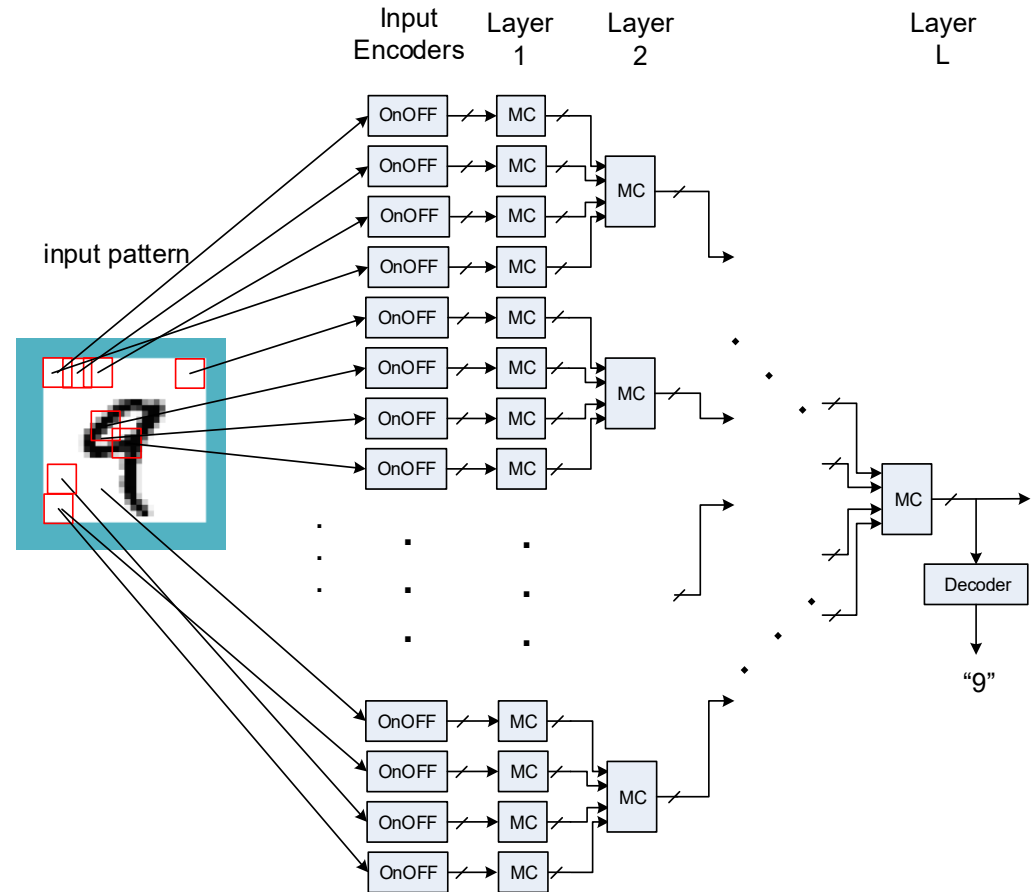 Input
Encoders
Layer
1
Layer
2
Layer
L
OnOFF
MC
OnOFF
MC
MC
OnOFF
MC
OnOFF
MC
input pattern
OnOFF
MC
OnOFF
MC
MC
OnOFF
MC
OnOFF
MC
9
MC
Decoder
“9”
OnOFF
MC
OnOFF
MC
MC
OnOFF
MC
OnOFF
MC